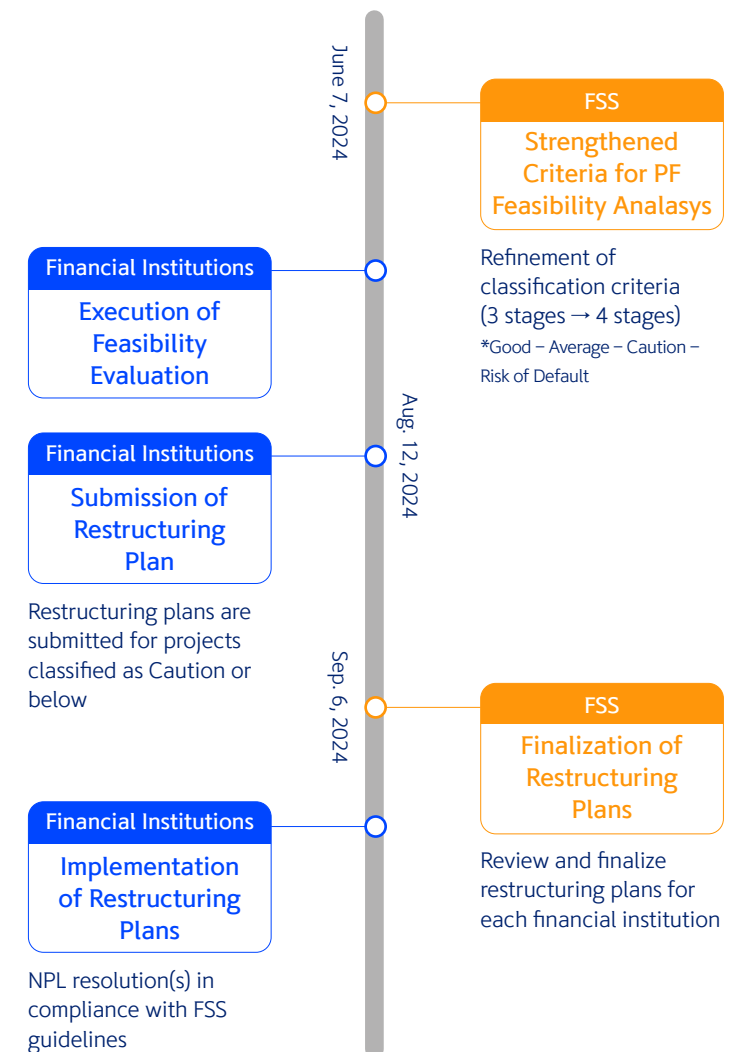 June 7, 2024
FSS
Strengthened
Criteria for PF
Feasibility Analasys
Refinement of
classification criteria
(3 stages → 4 stages)
*Good – Average – Caution –
Risk of Default
Financial Institutions
Execution of
Feasibility
Evaluation
Aug. 12, 2024
Financial Institutions
Submission of
Restructuring
Plan
Restructuring plans are
submitted for projects
classified as Caution or
below
Sep. 6, 2024
FSS
Finalization of
Restructuring
Plans
Review and finalize
restructuring plans for
each financial institution
Financial Institutions
Implementation
of Restructuring
Plans
NPL resolution(s) in
compliance with FSS
guidelines